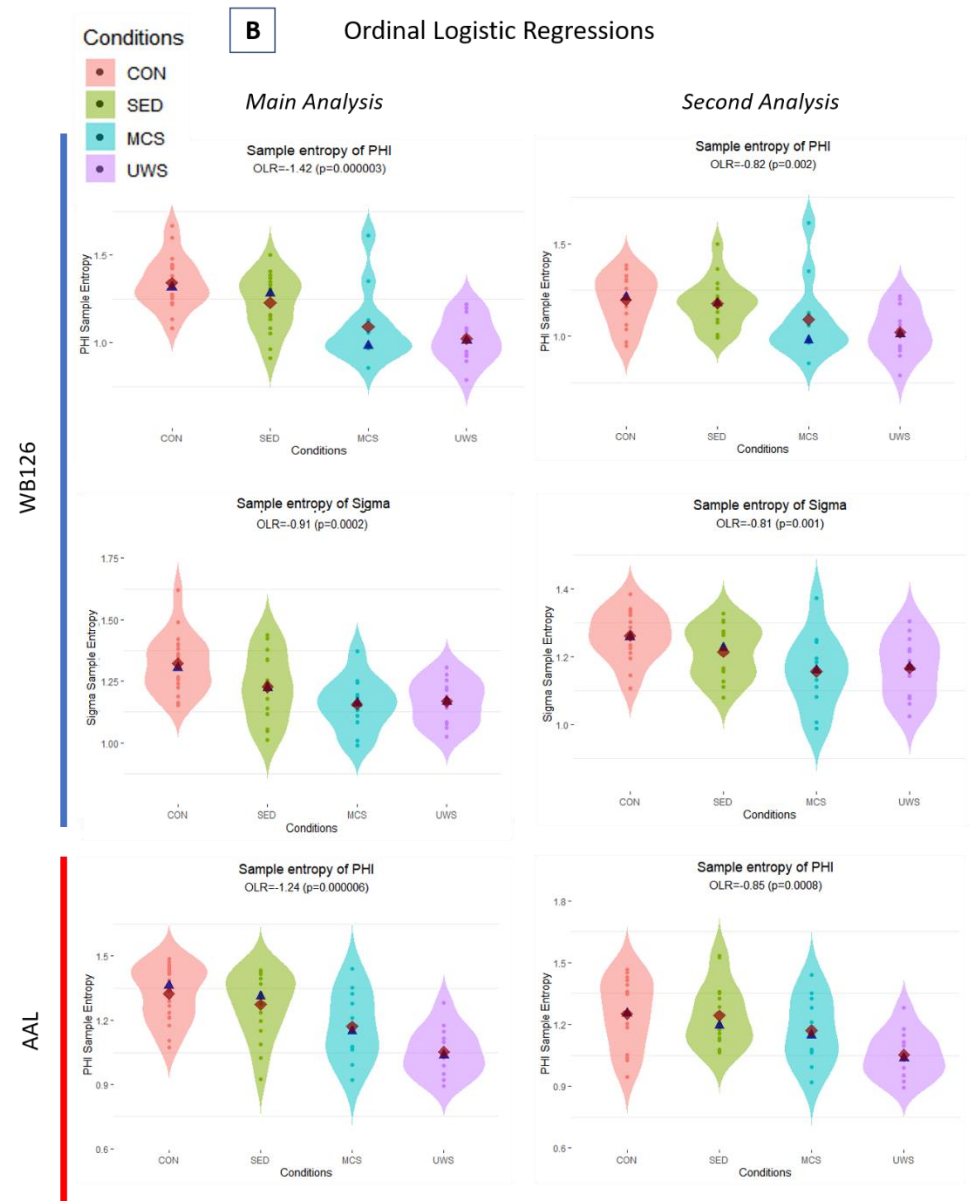 B
Ordinal Logistic Regressions
Conditions
CON
SED
MCS
UWS
Main Analysis
Second Analysis
WB126
Sample entropy of PHI
OLR=-1.42 (p=0.000003)
PHI Sample Entropy
1.5
1.0
CON
SED
MCS
UWS
Conditions
Sample entropy of PHI
OLR=-0.82 (p=0.002)
PHI Sample Entropy
1.5
1.0
CON
SED
MCS
UWS
Conditions
Sample entropy of Sigma
OLR=-0.91 (p=0.0002)
Sigma Sample Entropy
1.75
1.50
1.25
1.00
CON
SED
MCS
UWS
Conditions
Sample entropy of Sigma
OLR=-0.81 (p=0.001)
Sigma Sample Entropy
1.4
1.2
1.0
CON
SED
MCS
UWS
Conditions
AAL
Sample entropy of PHI
OLR=-1.24 (p=0.000006)
PHI Sample Entropy
1.5
1.2
0.9
0.6
CON
SED
MCS
UWS
Conditions
Sample entropy of PHI
OLR=-0.85 (p=0.0008)
PHI Sample Entropy
1.8
1.5
1.2
0.9
0.6
CON
SED
MCS
UWS
Conditions